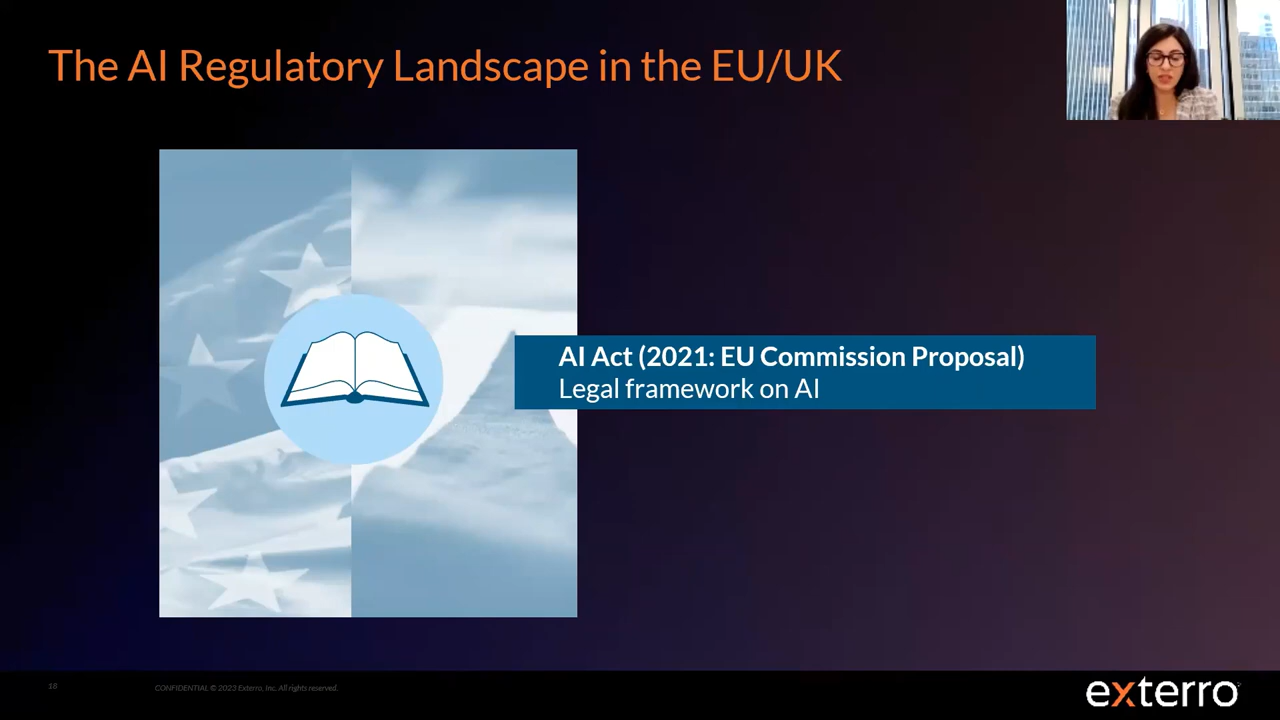 The AI Regulatory Landscape in the EU/UK
AI Act (2021: EU Commission Proposal)
Legal framework on AI
18
CONFIDENTIAL © 2023 Exterro, Inc. All rights reserved.
exterro